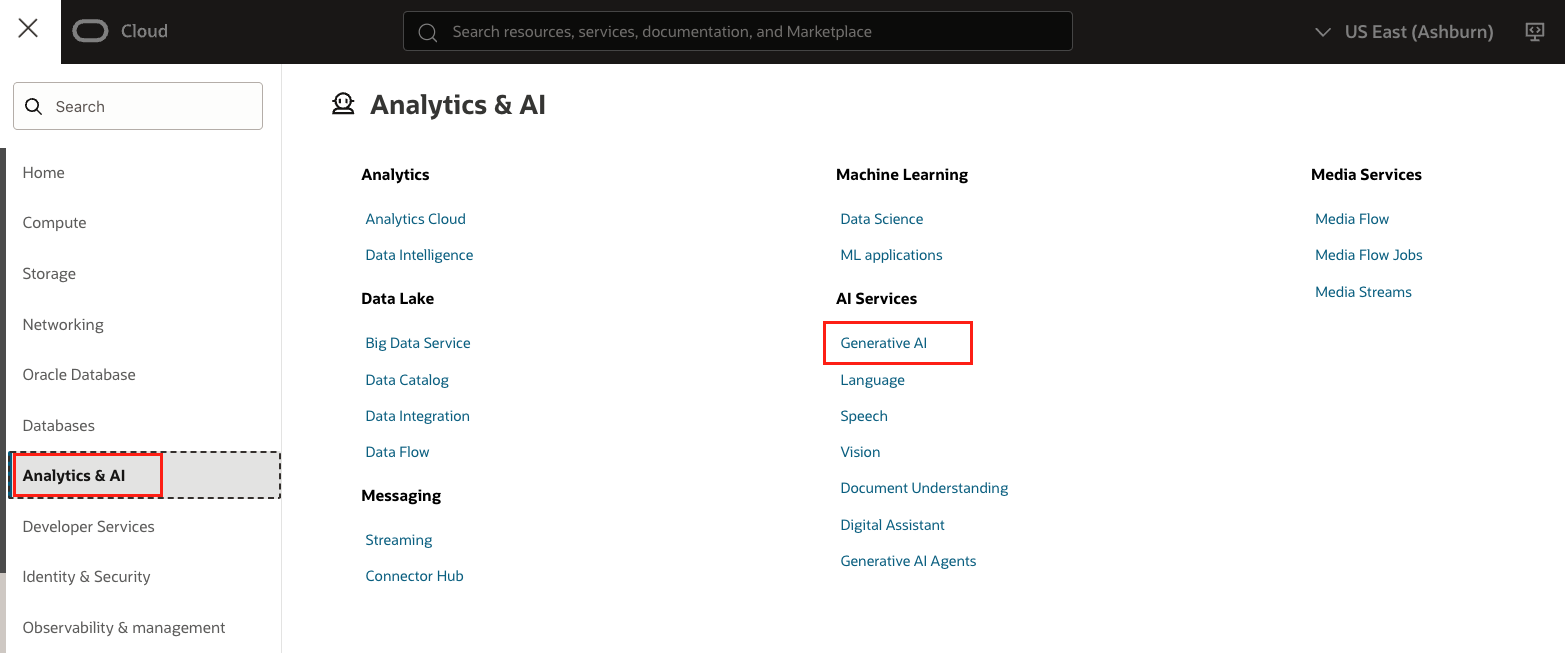 Cloud
Search resources, services, documentation, and Marketplace
US East (Ashburn)
Search
Home
Compute
Storage
Networking
Oracle Database
Databases
Analytics & AI
Developer Services
Identity & Security
Observability & management
Analytics & AI
Analytics
Analytics Cloud
Data Intelligence
Data Lake
Big Data Service
Data Catalog
Data Integration
Data Flow
Messaging
Streaming
Connector Hub
Machine Learning
Data Science
ML applications
AI Services
Generative AI
Language
Speech
Vision
Document Understanding
Digital Assistant
Generative AI Agents
Media Services
Media Flow
Media Flow Jobs
Media Streams